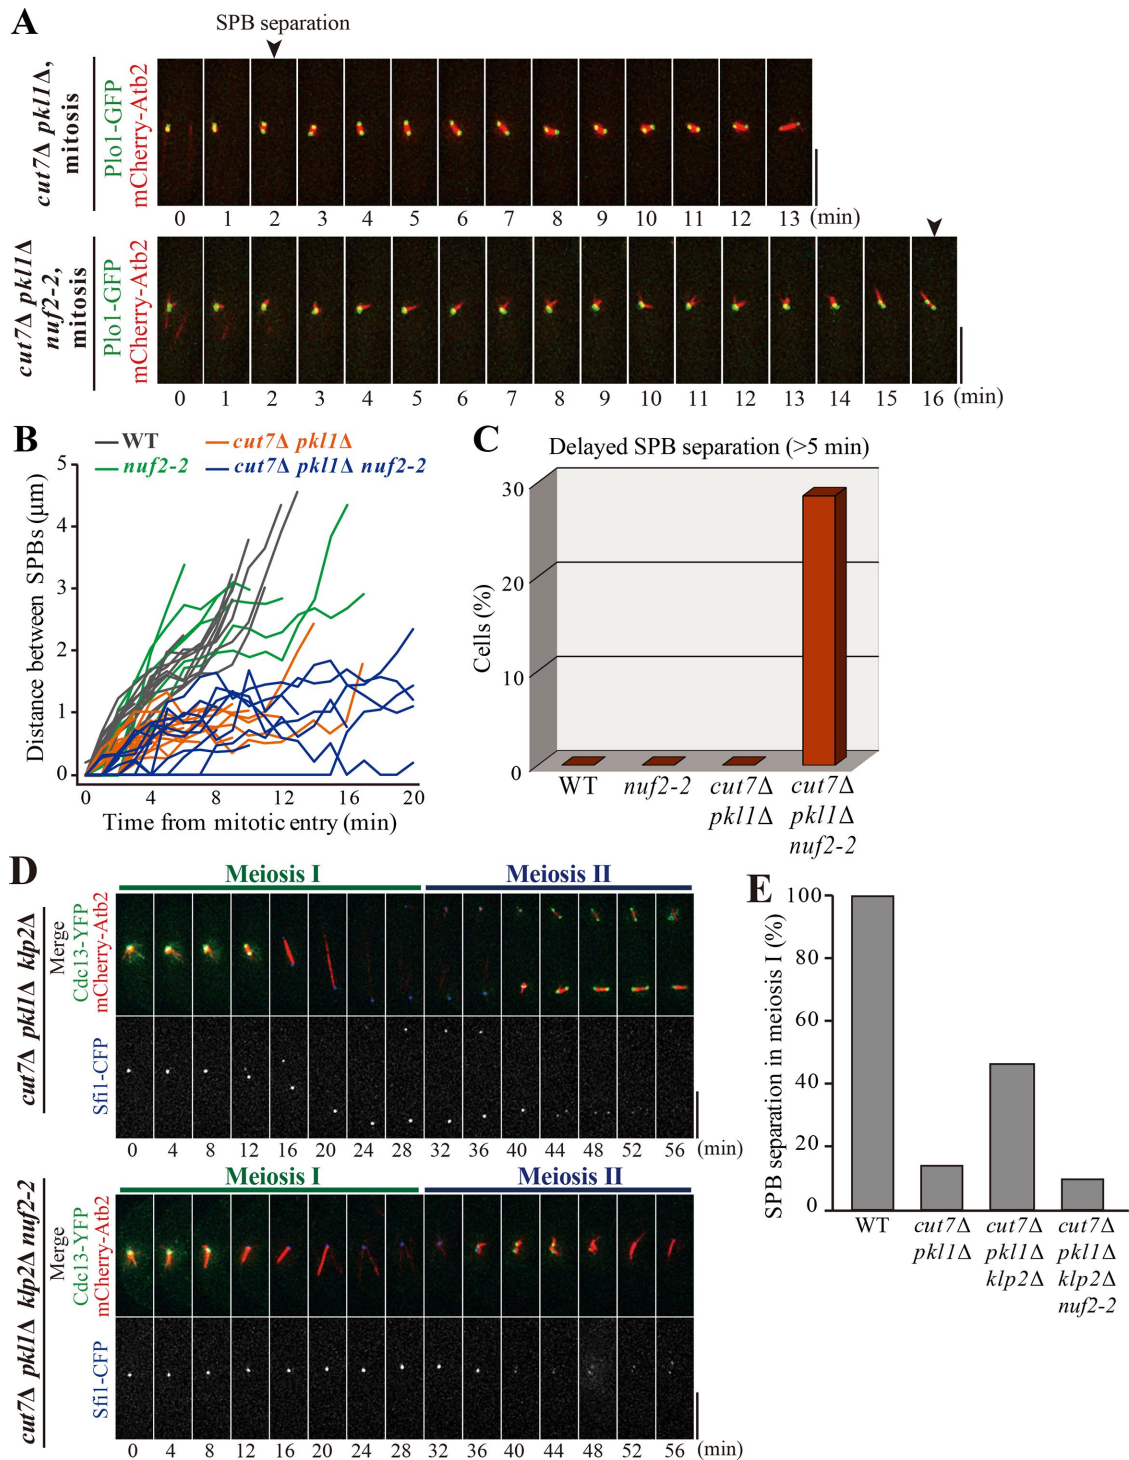 A
SPB separation
cut7Δ pkl1Δ,
mitosis
Plo1-GFP
mCherry-Atb2
0 1 2 3 4 5 6 7 8 9 10 11 12 13 (min)
cut7Δ pkl1Δ
nuf2-2,
mitosis
Plo1-GFP
mCherry-Atb2
0 1 2 3 4 5 6 7 8 9 10 11 12 13 14 15 16 (min)
B
WT
cut7Δ pkl1Δ
nuf2-2
cut7Δ pkl1Δ nuf2-2
Distance between SPBs (μm)
5
4
3
2
1
0
0 4 8 12 16 20
Time from mitotic entry (min)
C
Delayed SPB separation (>5 min)
Cells (%)
30
20
10
0
WT
nuf2-2
cut7Δ
pkl1Δ
cut7Δ
pkl1Δ
nuf2-2
D
Meiosis I
Meiosis II
cut7Δ pkl1Δ klp2Δ
Merge
Cdc13-YFP
mCherry-Atb2
Sfi1-CFP
0 4 8 12 16 20 24 28 32 36 40 44 48 52 56 (min)
Meiosis I
Meiosis II
cut7Δ pkl1Δ klp2Δ nuf2-2
Merge
Cdc13-YFP
mCherry-Atb2
Sfi1-CFP
0 4 8 12 16 20 24 28 32 36 40 44 48 52 56 (min)
E
SPB separation in meiosis I (%)
100
80
60
40
20
0
WT
cut7Δ
pkl1Δ
cut7Δ
pkl1Δ
klp2Δ
cut7Δ
pkl1Δ
klp2Δ
nuf2-2